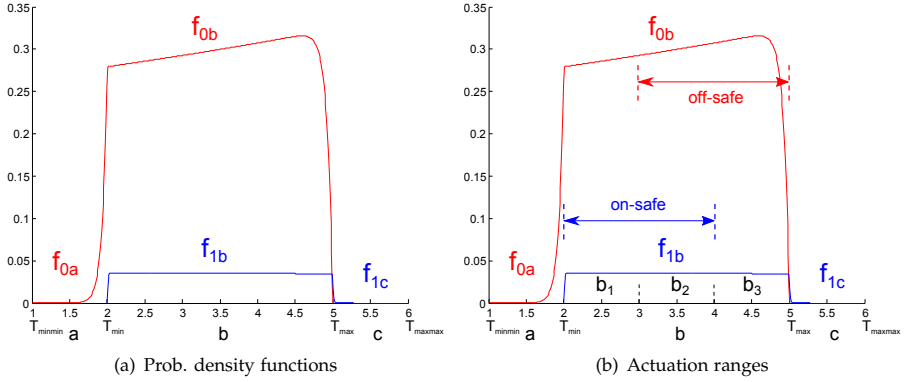 0.35
0.3
0.25
0.2
0.15
0.1
0.05
0
f0b
f0a
f1b
f1c
1 1.5 2 2.5 3 3.5 4 4.5 5 5.5 6
Tminmin a Tmin b Tmax c Tmaxmax
(a) Prob. density functions
0.35
0.3
0.25
0.2
0.15
0.1
0.05
0
f0b
off-safe
on-safe
f0a
f1b
f1c
b1 b2 b3
1 1.5 2 2.5 3 3.5 4 4.5 5 5.5 6
Tminmin a Tmin b Tmax c Tmaxmax
(b) Actuation ranges